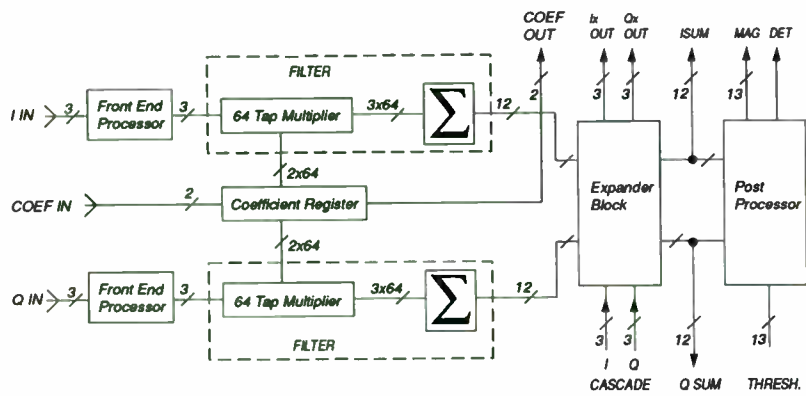 COEF OUT
Ix OUT
Qx OUT
ISUM
MAG
DET
2
3
3
12
13
FILTER
I IN
3
Front End Processor
3
64 Tap Multiplier
3x64
Σ
12
2x64
COEF IN
2
Coefficient Register
Expander Block
Post Processor
2x64
Q IN
3
Front End Processor
3
64 Tap Multiplier
3x64
Σ
12
FILTER
3
3
12
13
I
Q
CASCADE
Q SUM
THRESH.